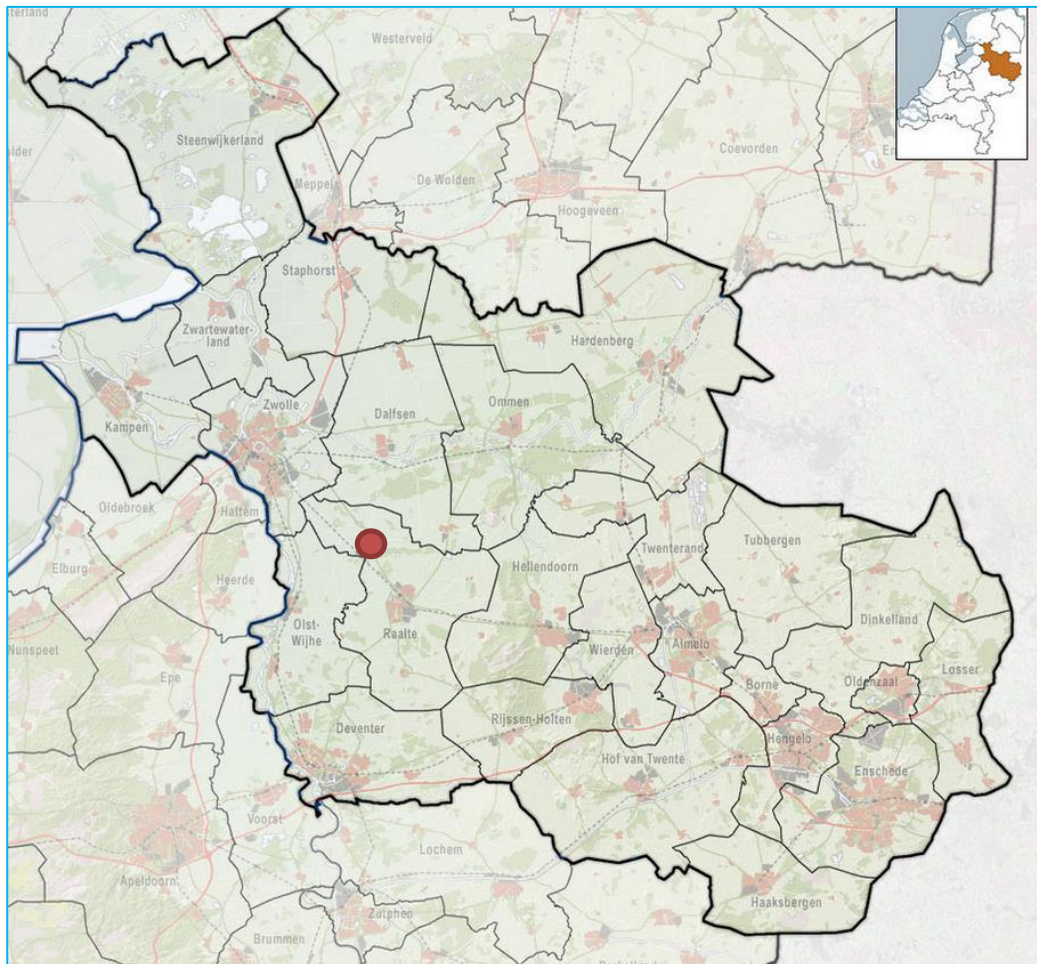 Westerveld
Steenwijkerland
Coevorden
Meppel
De Wolden
Hoogeveen
Staphorst
Zwartewater-
land
Hardenberg
Zwolle
Ommen
Dalfsen
Kampen
Oldebroek
Hattem
Elburg
Heerde
Twenterand
Tubbergen
Hellendoorn
Olst-
Wijhe
Raalte
Dinkelland
Nunspeet
Wierden
Almelo
Losser
Epe
Borne
Oldenzaal
Deventer
Rijssen-Holten
Hengelo
Hof van Twente
Enschede
Voorst
Lochem
Apeldoorn
Haaksbergen
Zutphen
Brummen